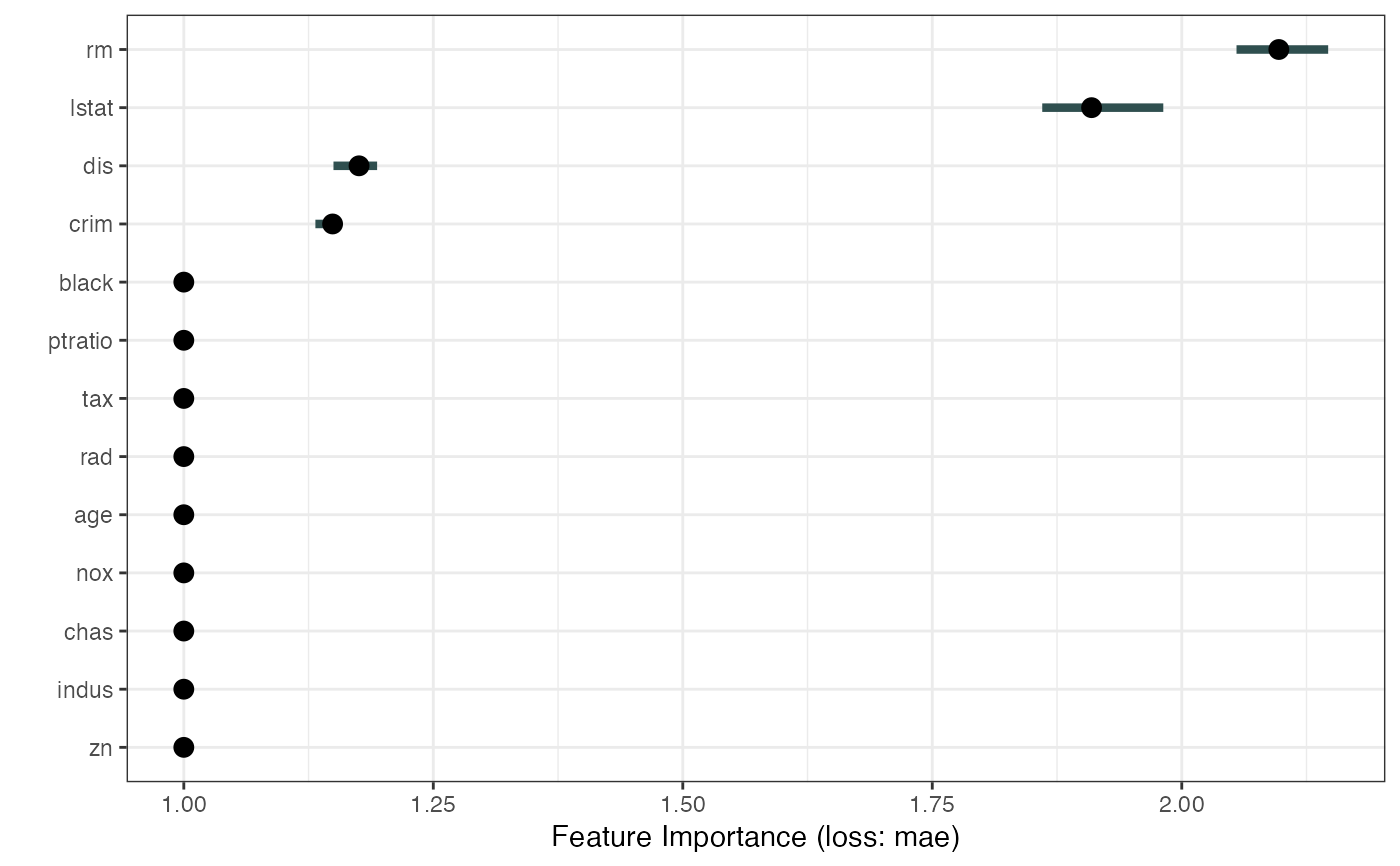 rm
lstat
dis
crim
black
ptratio
tax
rad
age
nox
chas
indus
zn
1.00 1.25 1.50 1.75 2.00
Feature Importance (loss: mae)